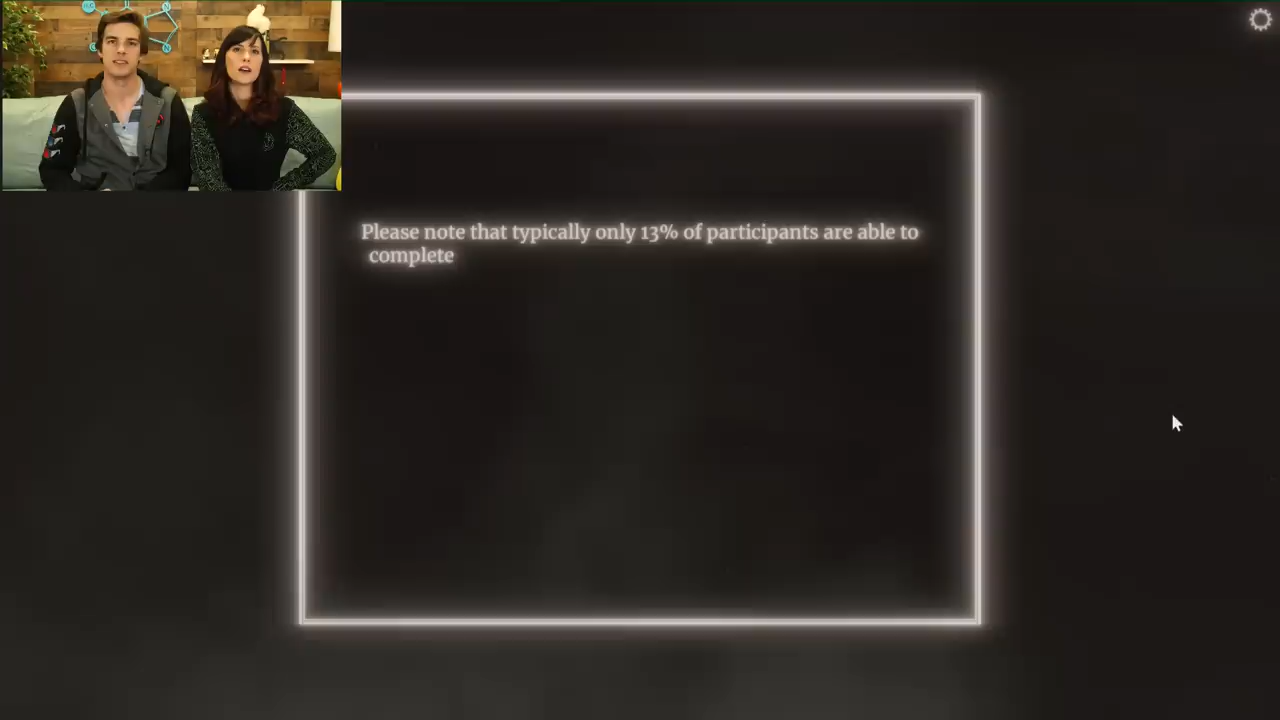 Please note that typically only 13% of participants are able to
complete